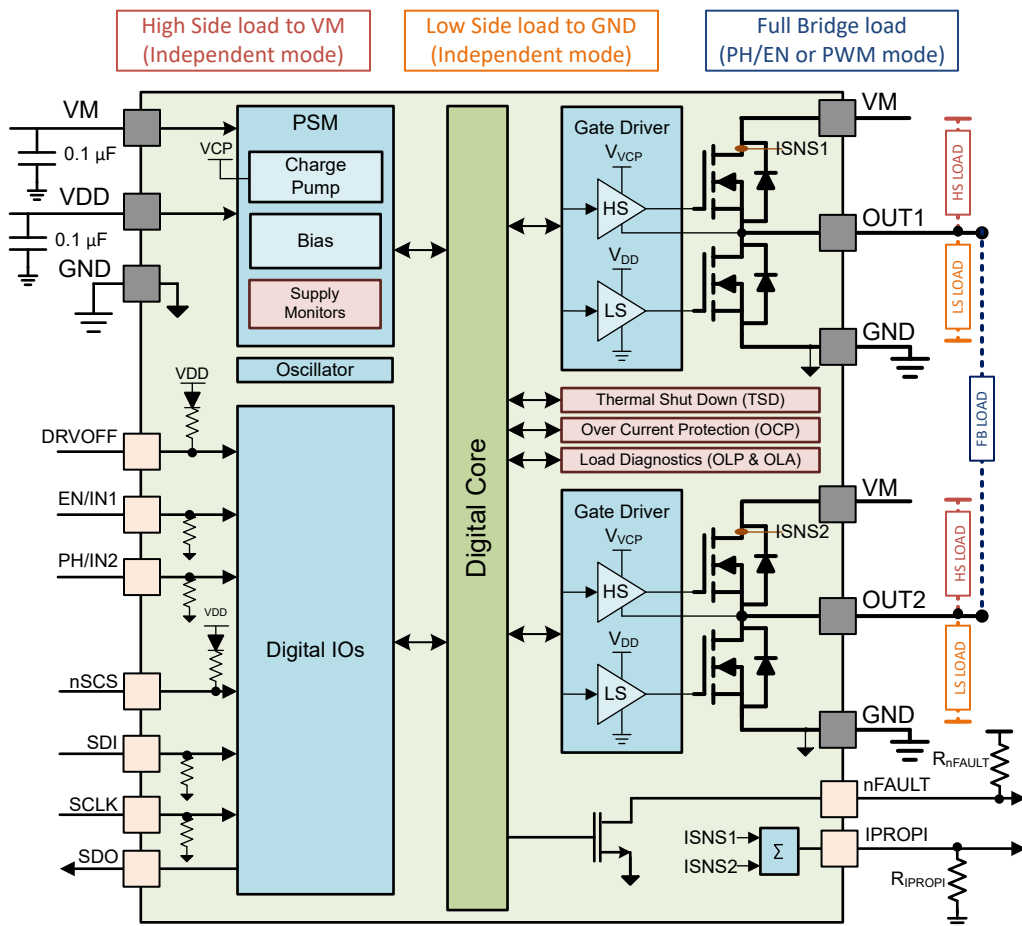 High Side load to VM
(Independent mode)
Low Side load to GND
(Independent mode)
Full Bridge load
(PH/EN or PWM mode)
VM
0.1 µF
VDD
0.1 µF
GND
PSM
VCP
Charge
Pump
Bias
Supply
Monitors
Oscillator
VDD
DRVOFF
EN/IN1
PH/IN2
VDD
nSCS
SDI
SCLK
SDO
Digital IOs
Digital Core
Gate Driver
VVCP
HS
VDD
LS
ISNS1
VM
OUT1
GND
HS LOAD
LS LOAD
FB LOAD
Thermal Shut Down (TSD)
Over Current Protection (OCP)
Load Diagnostics (OLP & OLA)
Gate Driver
VVCP
HS
VDD
LS
ISNS2
VM
OUT2
GND
HS LOAD
LS LOAD
RnFAULT
nFAULT
ISNS1
ISNS2
Σ
IPROPI
RIPROPI